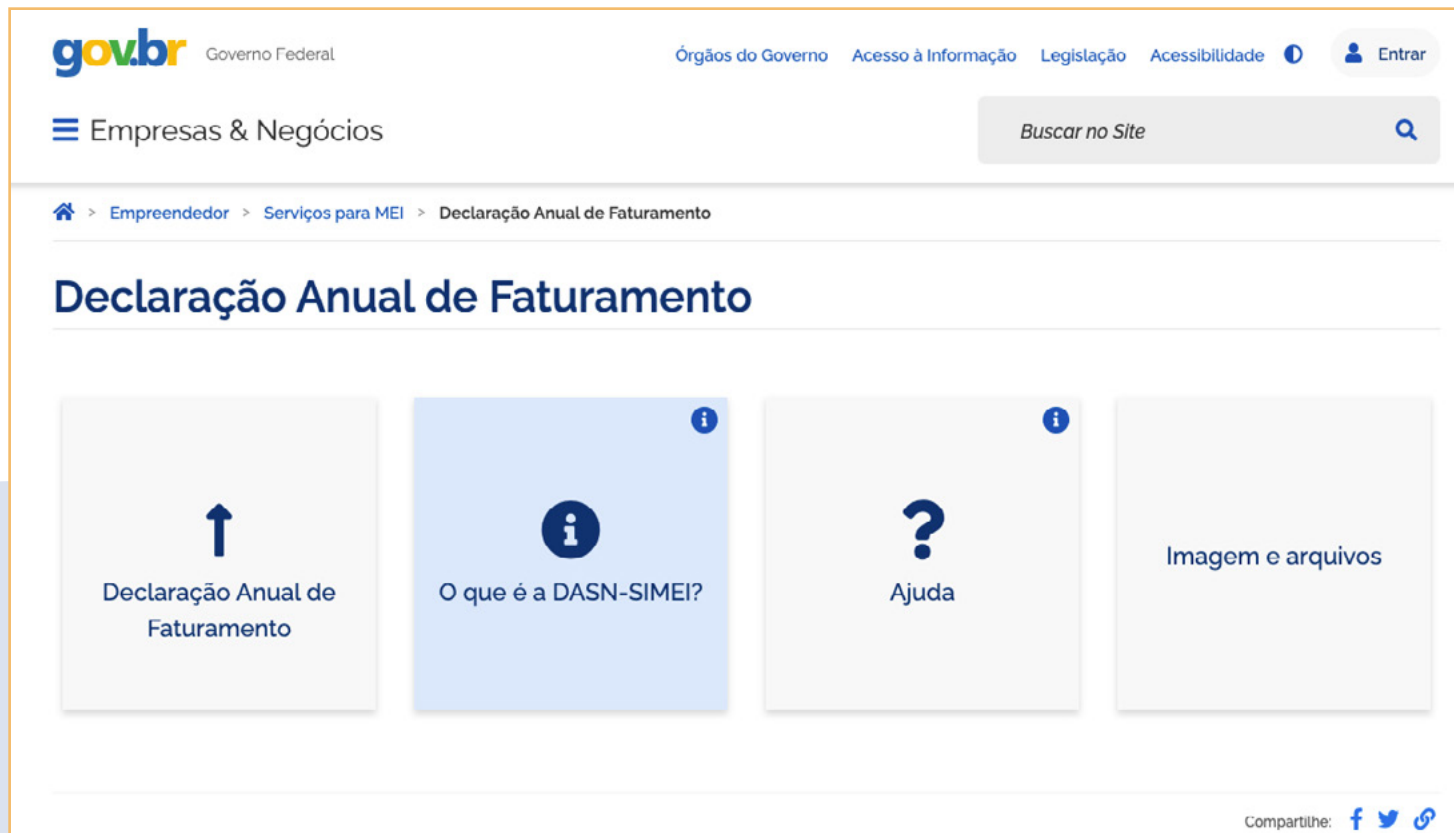 gov.br Governo Federal Órgãos do Governo Acesso à Informação Legislação Acessibilidade Entrar
Empresas & Negócios Buscar no Site
> Empreendedor > Serviços para MEI > Declaração Anual de Faturamento
Declaração Anual de Faturamento
Declaração Anual de
Faturamento
O que é a DASN-SIMEI?
Ajuda
Imagem e arquivos
Compartilhe: